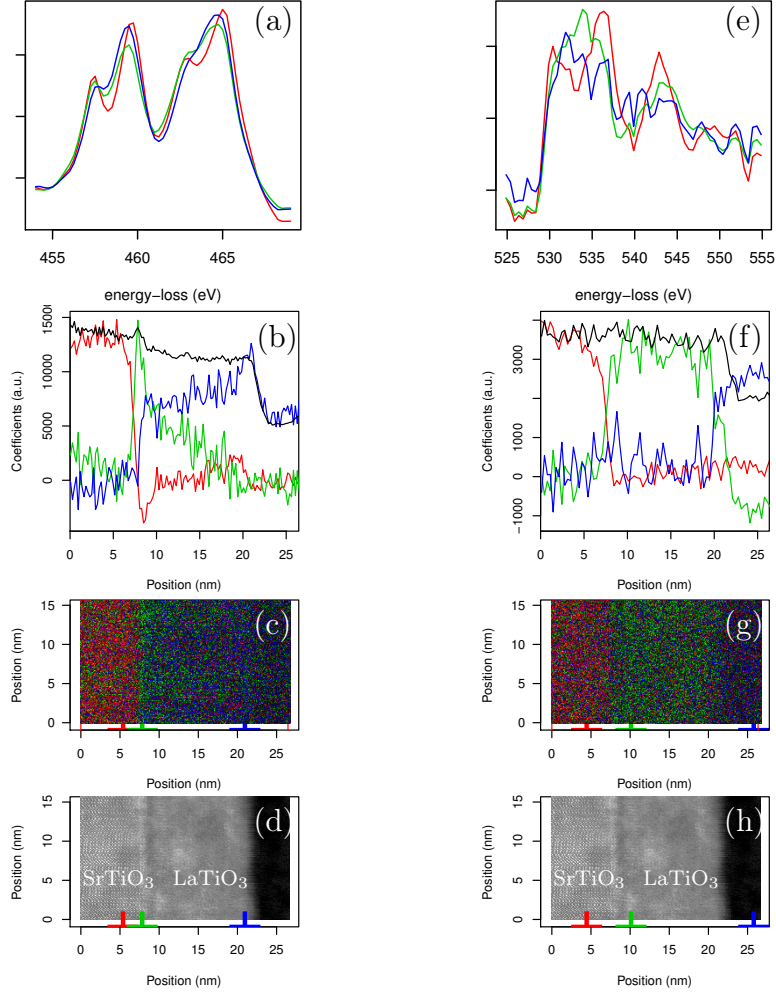 (a)
455 460 465
energy−loss (eV)
(b)
Coefficients (a.u.)
0 5000 10000 15000
0 5 10 15 20 25
Position (nm)
(c)
Position (nm)
0 5 10 15
0 5 10 15 20 25
Position (nm)
(d)
Position (nm)
0 5 10 15
SrTiO3 LaTiO3
0 5 10 15 20 25
Position (nm)
(e)
525 530 535 540 545 550 555
energy−loss (eV)
(f)
Coefficients (a.u.)
−1000 0 1000 3000
0 5 10 15 20 25
Position (nm)
(g)
Position (nm)
0 5 10 15
0 5 10 15 20 25
Position (nm)
(h)
Position (nm)
0 5 10 15
SrTiO3 LaTiO3
0 5 10 15 20 25
Position (nm)